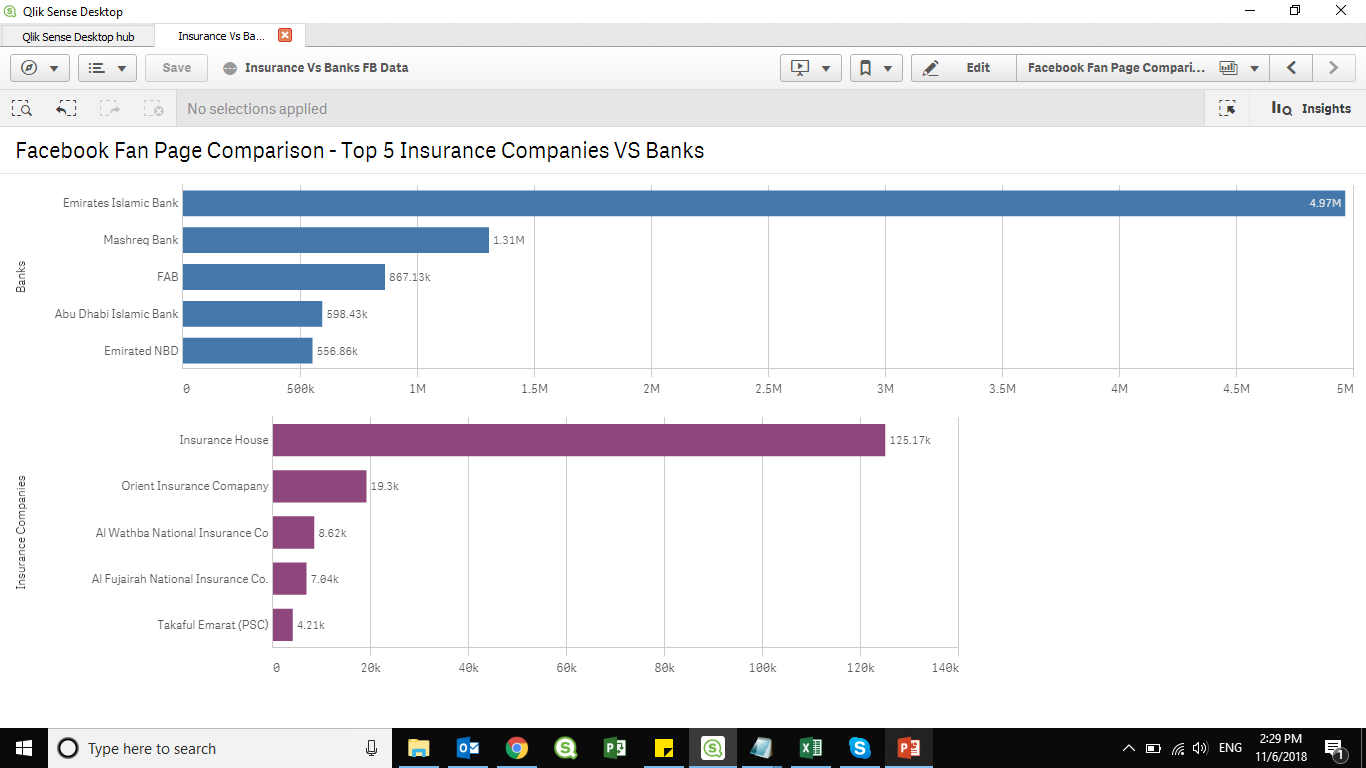 Qlik Sense Desktop
Qlik Sense Desktop hub
Insurance Vs Ba...
Save
Insurance Vs Banks FB Data
Edit
Facebook Fan Page Compari...
No selections applied
Insights
Facebook Fan Page Comparison - Top 5 Insurance Companies VS Banks
Banks
Emirates Islamic Bank 4.97M
Mashreq Bank 1.31M
FAB 867.13k
Abu Dhabi Islamic Bank 598.43k
Emirated NBD 556.86k
0 500k 1M 1.5M 2M 2.5M 3M 3.5M 4M 4.5M 5M
Insurance Companies
Insurance House 125.17k
Orient Insurance Comapany 19.3k
Al Wathba National Insurance Co 8.62k
Al Fujairah National Insurance Co. 7.04k
Takaful Emarat (PSC) 4.21k
0 20k 40k 60k 80k 100k 120k 140k
Type here to search
ENG
2:29 PM
11/6/2018
1